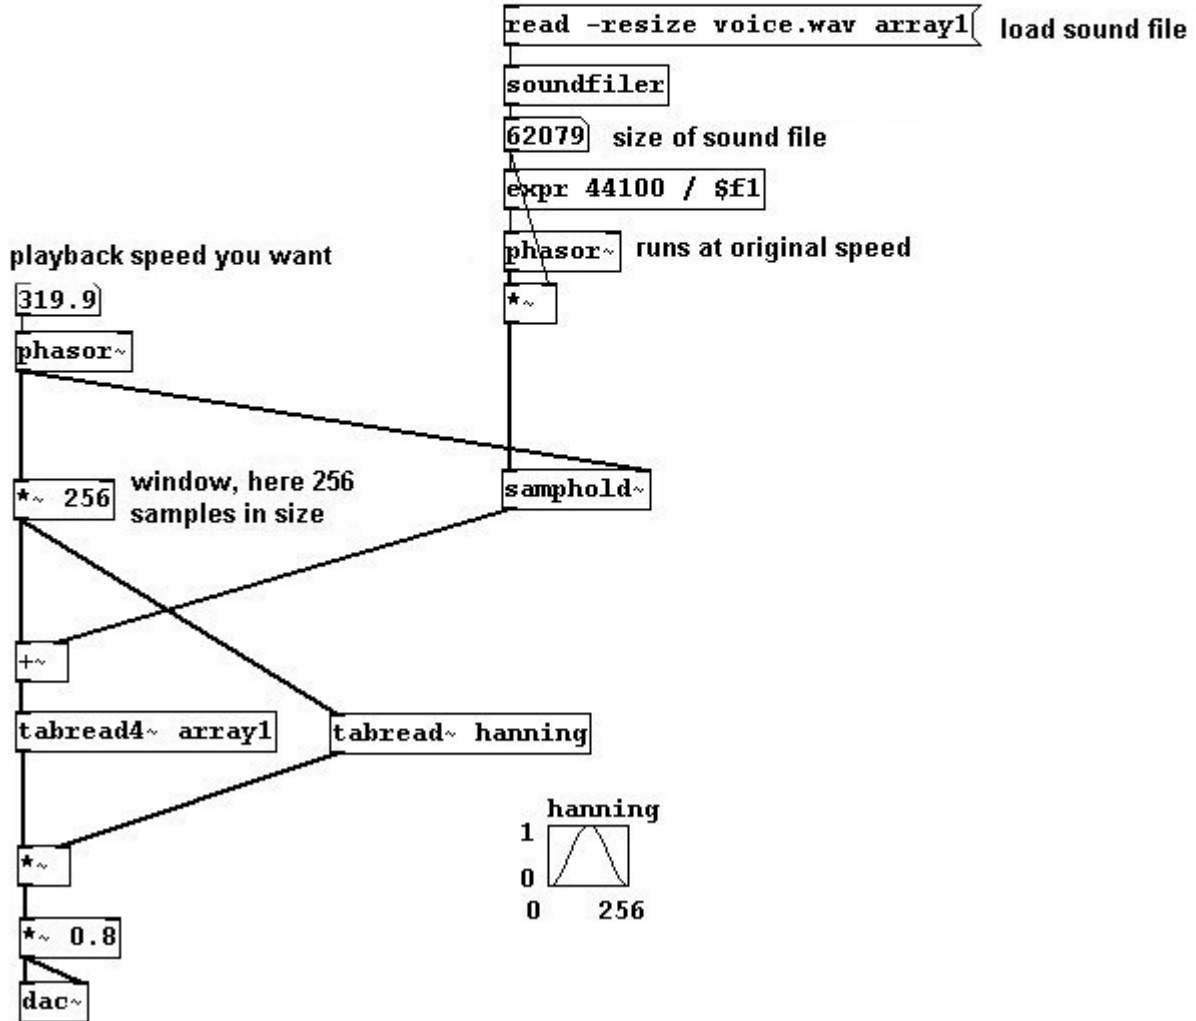 read -resize voice.wav array1
load sound file
soundfiler
62079
size of sound file
expr 44100 / $f1
phasor~
runs at original speed
*~
playback speed you want
319.9
phasor~
*~ 256
window, here 256
samples in size
samphold~
+~
tabread4~ array1
tabread~ hanning
hanning
1
0
0
256
*~
*~ 0.8
dac~